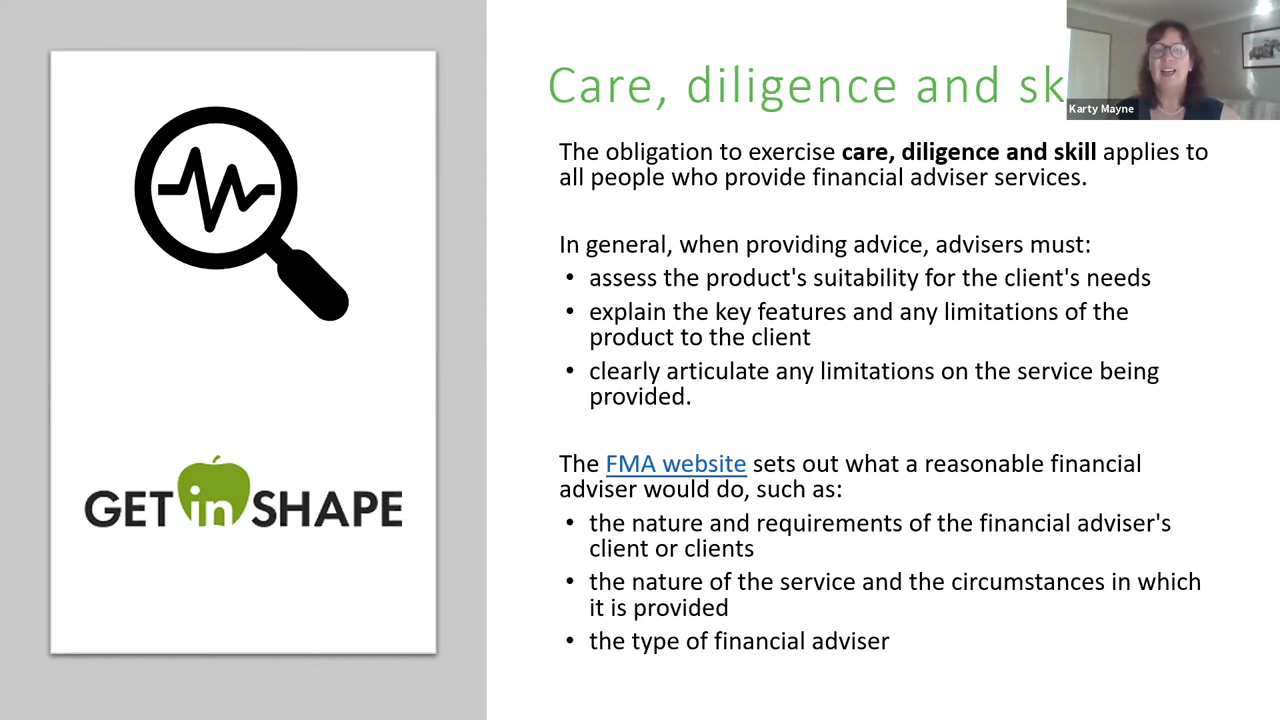 Care, diligence and sk
Karty Mayne
The obligation to exercise care, diligence and skill applies to
all people who provide financial adviser services.
In general, when providing advice, advisers must:
• assess the product's suitability for the client's needs
• explain the key features and any limitations of the
product to the client
• clearly articulate any limitations on the service being
provided.
The FMA website sets out what a reasonable financial
adviser would do, such as:
• the nature and requirements of the financial adviser's
client or clients
• the nature of the service and the circumstances in which
it is provided
• the type of financial adviser
GET in SHAPE